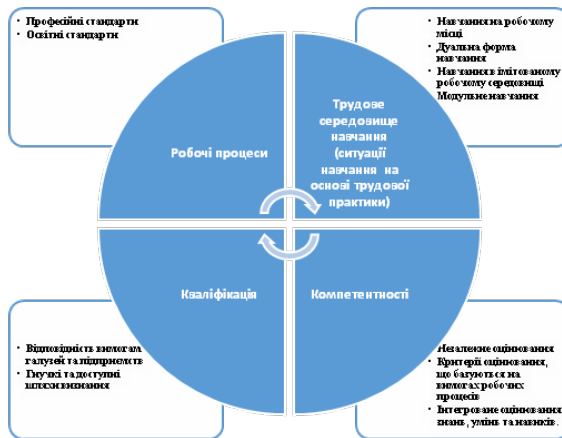 • Професійні стандарти
• Освітні стандарти
• Навчання на робочому
місці
• Дуальна форма
навчання
• Навчання в імітованому
робочому середовищі
• Модульне навчання
Робочі процеси
Трудове
середовище
навчання
(ситуації
навчання на
основі трудової
практики)
Кваліфікація
Компетентності
• Відповідність вимогам
галузей та підприємств
• Гнучкі та доступні
шляхи визнання
• Незалежне оцінювання
• Критерії оцінювання,
що базуються на
вимогах робочих
процесів
• Інтегроване оцінювання
знань, умінь та навиків.